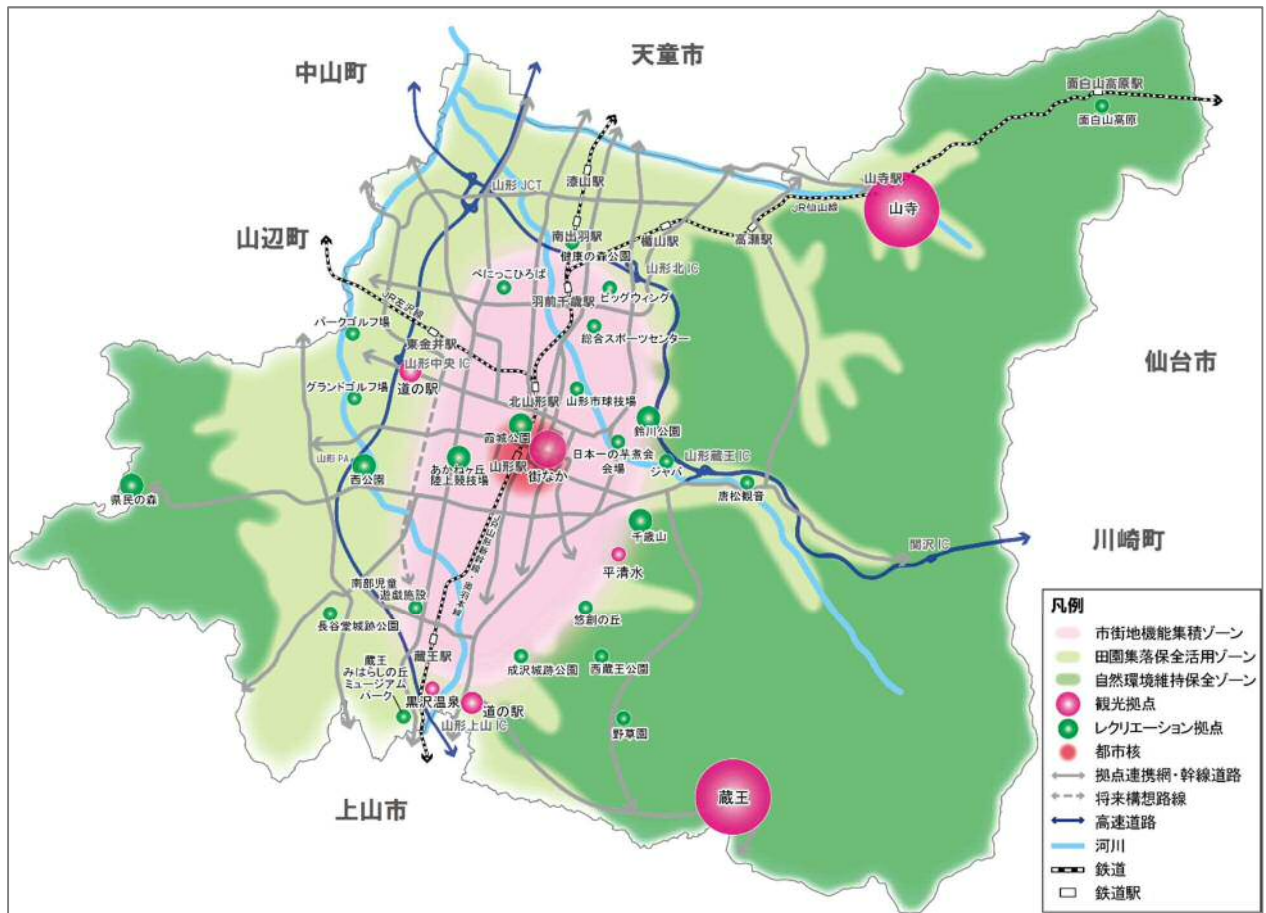 天童市
中山町
面白山高原駅
面白山高原
漆山駅
山形JCT
山寺駅
山寺
JR仙山線
山辺町
南出羽駅
楯山駅
高瀬駅
健康の森公園
山形北IC
べにっこひろば
羽前千歳駅
ビッグウィング
JR左沢線
パークゴルフ場
総合スポーツセンター
東金井駅
山形中央IC
仙台市
道の駅
グランドゴルフ場
北山形駅
山形市球技場
霞城公園
鈴川公園
山形PA
西公園
あかねヶ丘
陸上競技場
山形駅
街なか
日本一の芋煮会
会場
ジャバ
山形蔵王IC
県民の森
唐松観音
千歳山
関沢IC
川崎町
平清水
JR山形新幹線・奥羽本線
南部児童
遊戯施設
長谷堂城跡公園
悠創の丘
蔵王駅
成沢城跡公園
西蔵王公園
蔵王
みはらしの丘
ミュージアム
パーク
黒沢温泉
道の駅
山形上山IC
野草園
蔵王
上山市
凡例
市街地機能集積ゾーン
田園集落保全活用ゾーン
自然環境維持保全ゾーン
観光拠点
レクリエーション拠点
都市核
拠点連携網・幹線道路
将来構想路線
高速道路
河川
鉄道
鉄道駅